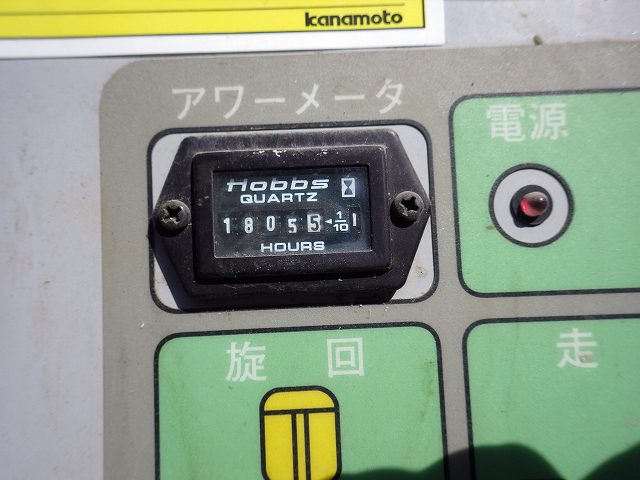 kanamoto
アワーメータ
電源
Hobbs
QUARTZ
18055 ◄1/10
HOURS
旋回
走